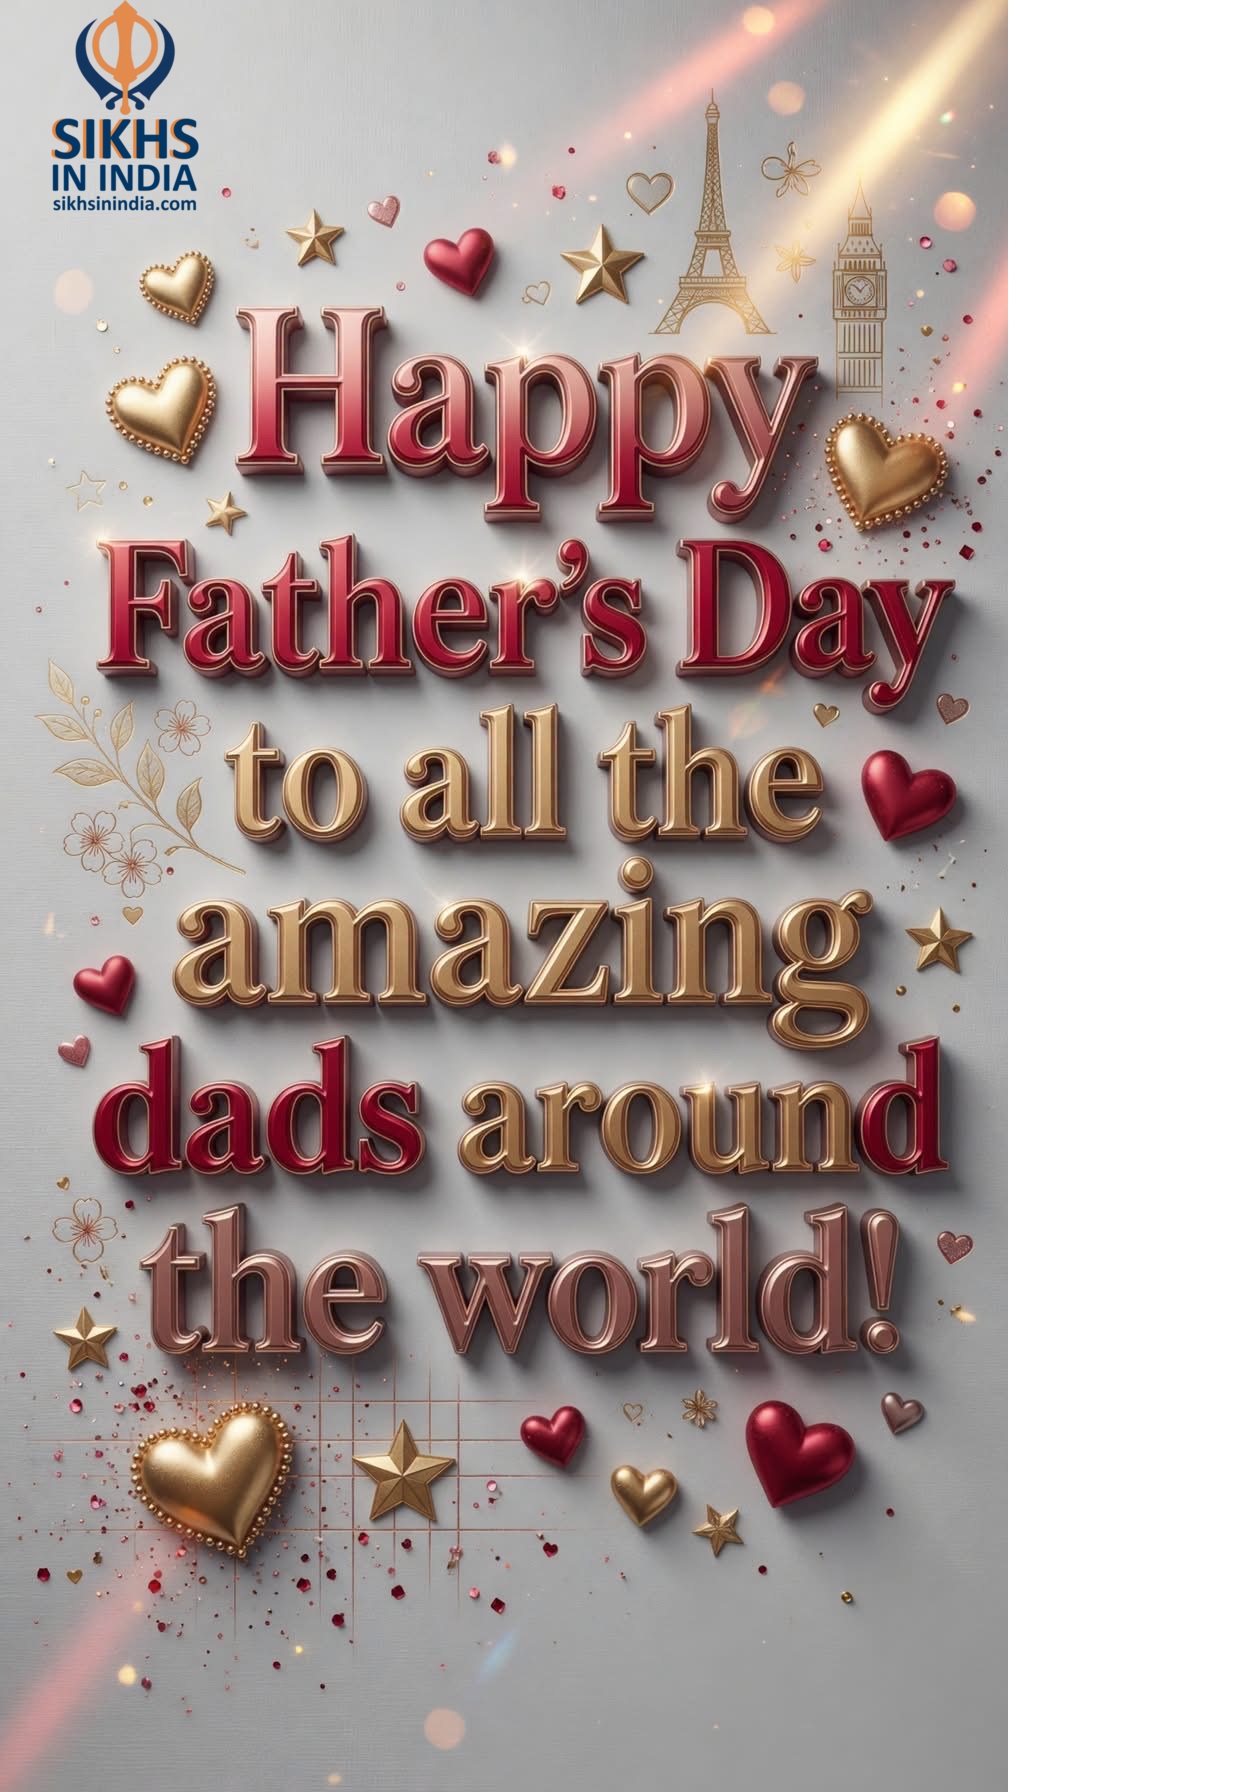 SIKHS
IN INDIA
sikhsinindia.com
Happy
Father's Day
to all the
amazing
dads around
the world!